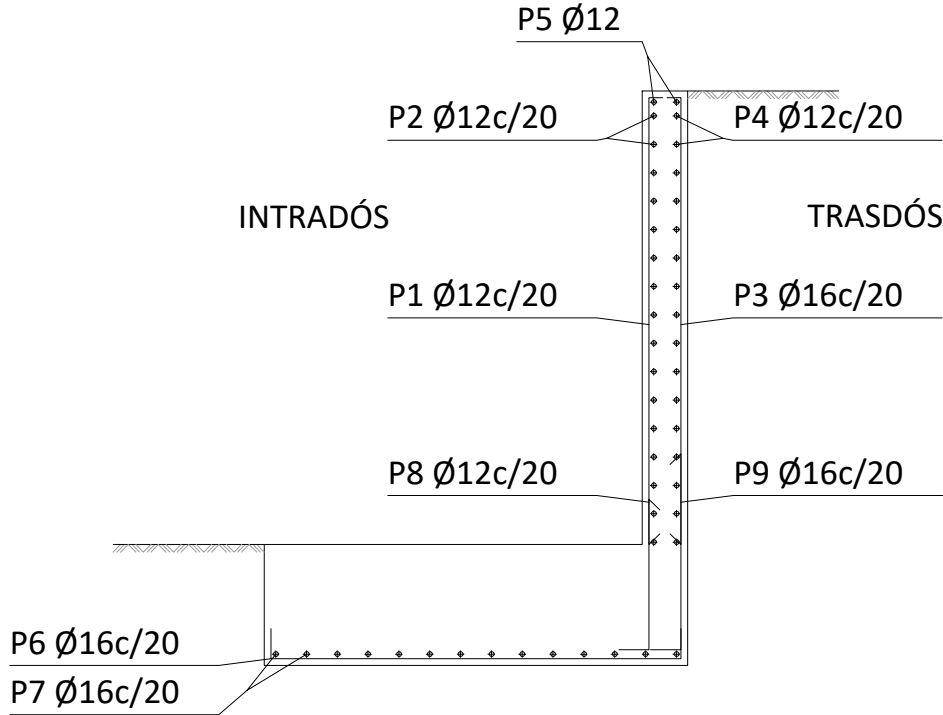 P5 Ø12
P2 Ø12c/20
P4 Ø12c/20
INTRADÓS
TRASDÓS
P1 Ø12c/20
P3 Ø16c/20
P8 Ø12c/20
P9 Ø16c/20
P6 Ø16c/20
P7 Ø16c/20